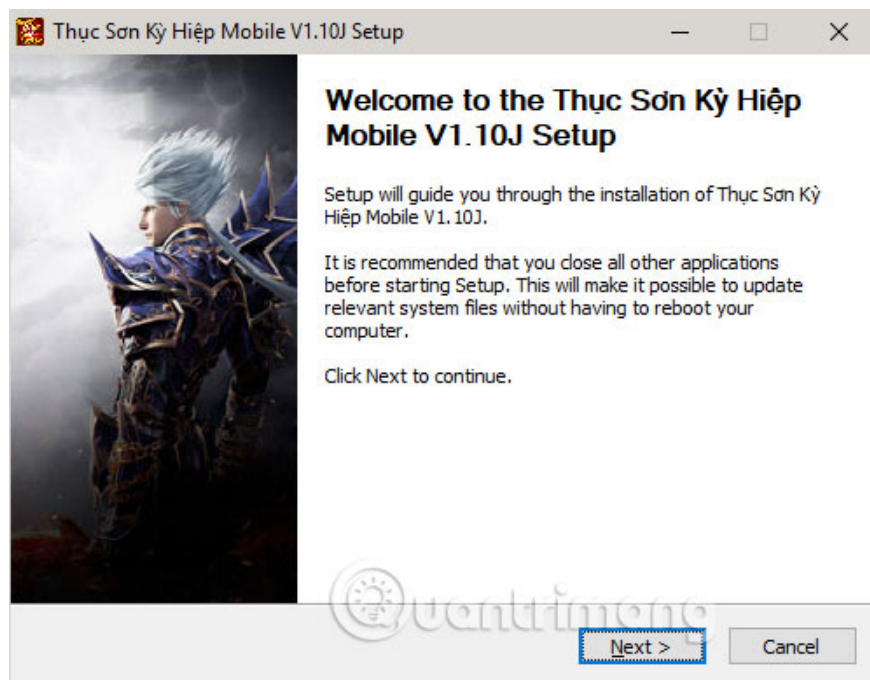 Thục Sơn Kỳ Hiệp Mobile V1.10J Setup
Welcome to the Thục Sơn Kỳ Hiệp
Mobile V1.10J Setup
Setup will guide you through the installation of Thục Sơn Kỳ
Hiệp Mobile V1.10J.
It is recommended that you close all other applications
before starting Setup. This will make it possible to update
relevant system files without having to reboot your
computer.
Click Next to continue.
Quantrimang
Next >
Cancel